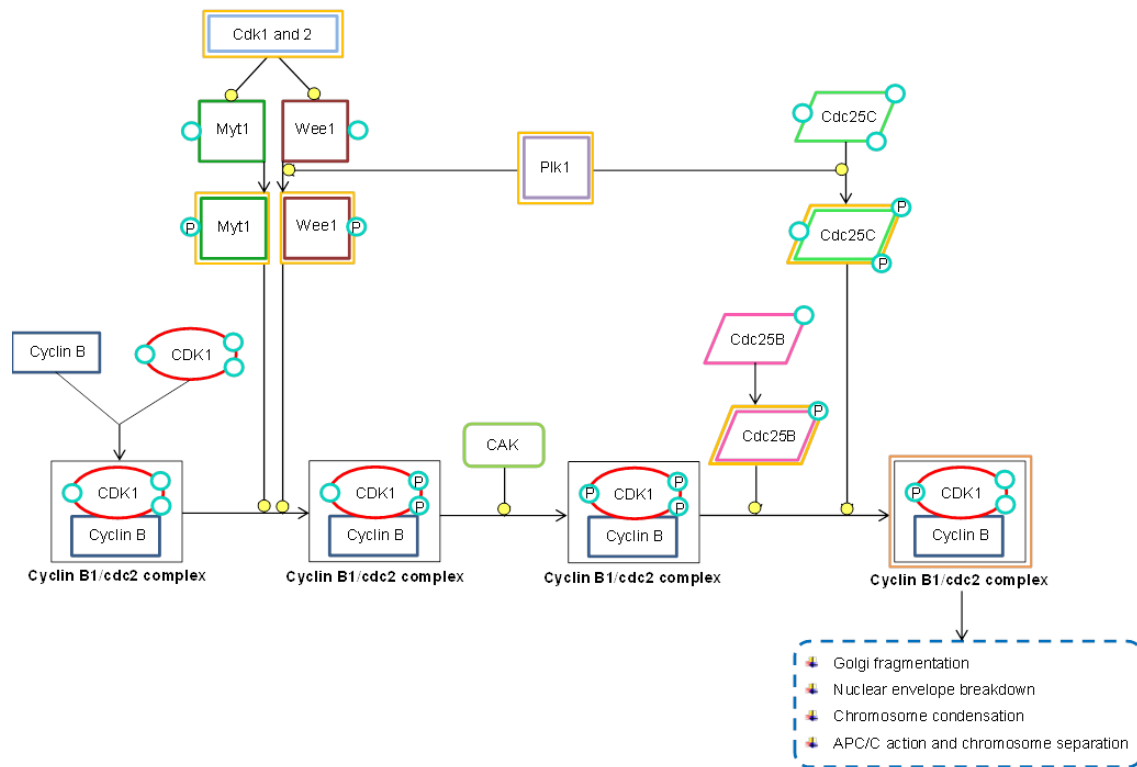 Cdk1 and 2
Myt1
Wee1
Cdc25C
Plk1
P
Myt1
Wee1
P
P
Cdc25C
P
Cyclin B
CDK1
Cdc25B
P
Cdc25B
CAK
CDK1
Cyclin B
Cyclin B1/cdc2 complex
P
CDK1
P
Cyclin B
Cyclin B1/cdc2 complex
P
P
CDK1
P
Cyclin B
Cyclin B1/cdc2 complex
P
CDK1
Cyclin B
Cyclin B1/cdc2 complex
Golgi fragmentation
Nuclear envelope breakdown
Chromosome condensation
APC/C action and chromosome separation